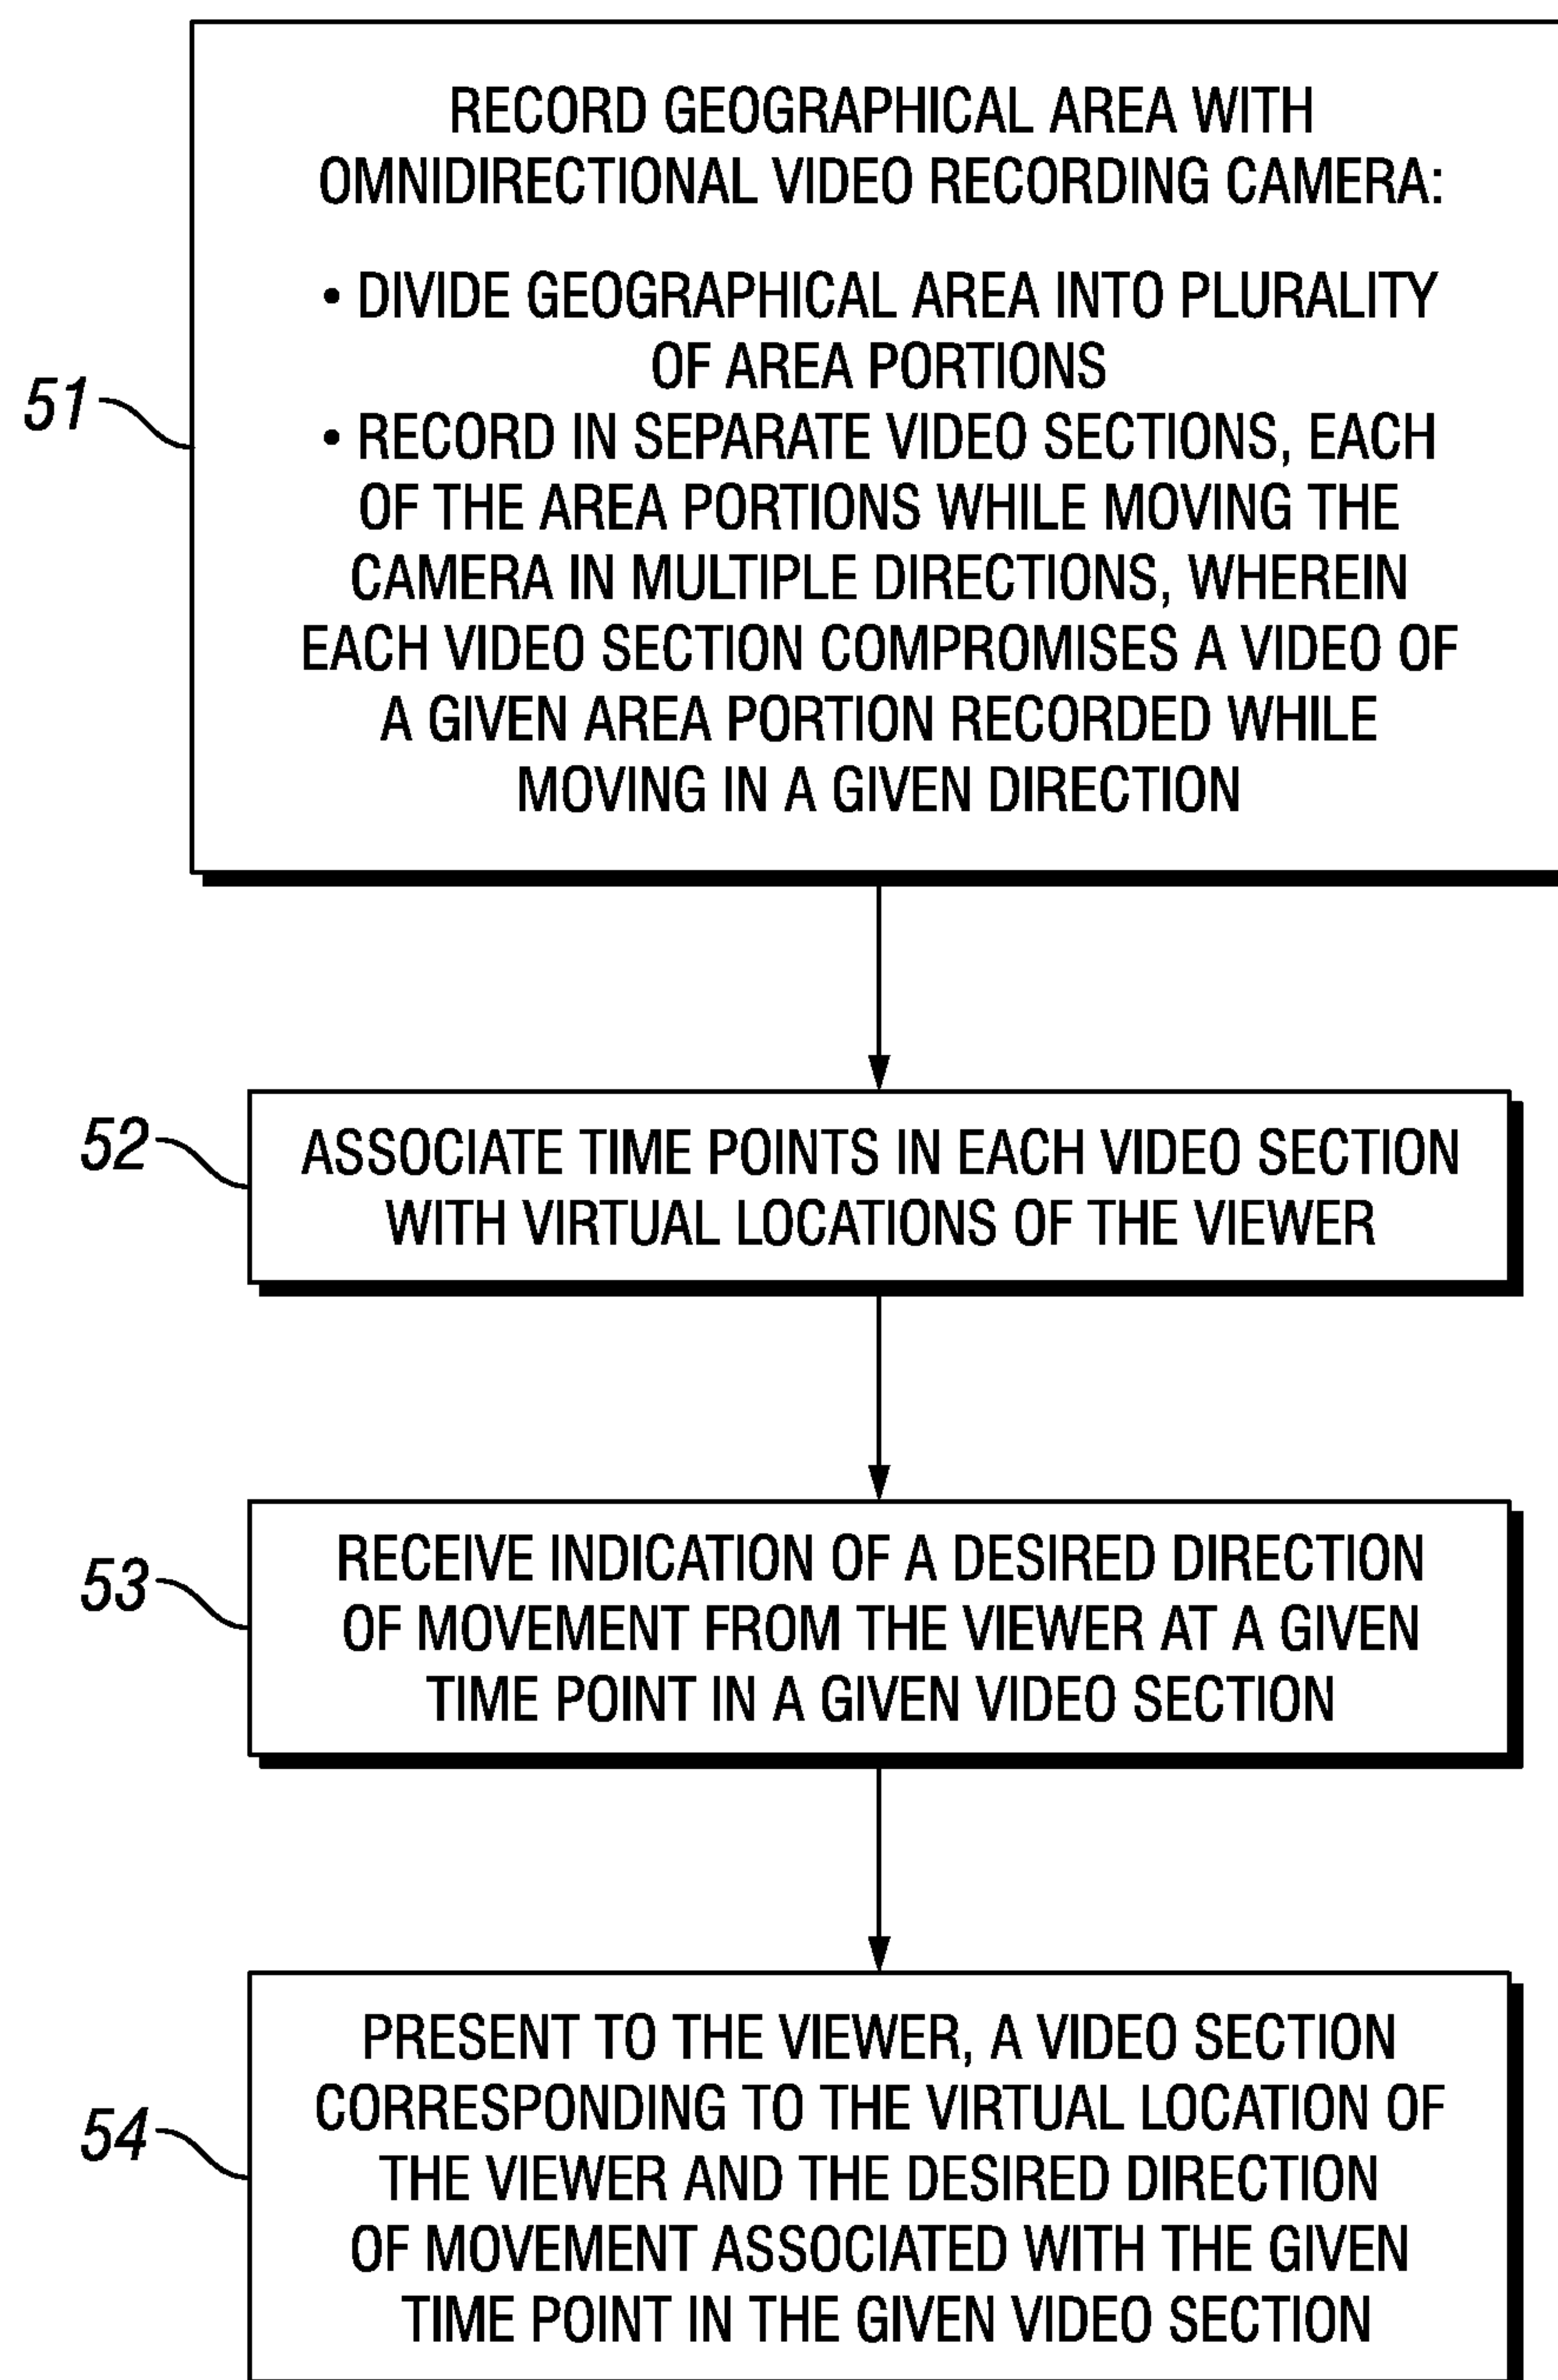 RECORD GEOGRAPHICAL AREA WITH
OMNIDIRECTIONAL VIDEO RECORDING CAMERA:
• DIVIDE GEOGRAPHICAL AREA INTO PLURALITY
OF AREA PORTIONS
51
• RECORD IN SEPARATE VIDEO SECTIONS, EACH
OF THE AREA PORTIONS WHILE MOVING THE
CAMERA IN MULTIPLE DIRECTIONS, WHEREIN
EACH VIDEO SECTION COMPROMISES A VIDEO OF
A GIVEN AREA PORTION RECORDED WHILE
MOVING IN A GIVEN DIRECTION
52
ASSOCIATE TIME POINTS IN EACH VIDEO SECTION
WITH VIRTUAL LOCATIONS OF THE VIEWER
53
RECEIVE INDICATION OF A DESIRED DIRECTION
OF MOVEMENT FROM THE VIEWER AT A GIVEN
TIME POINT IN A GIVEN VIDEO SECTION
54
PRESENT TO THE VIEWER, A VIDEO SECTION
CORRESPONDING TO THE VIRTUAL LOCATION OF
THE VIEWER AND THE DESIRED DIRECTION
OF MOVEMENT ASSOCIATED WITH THE GIVEN
TIME POINT IN THE GIVEN VIDEO SECTION